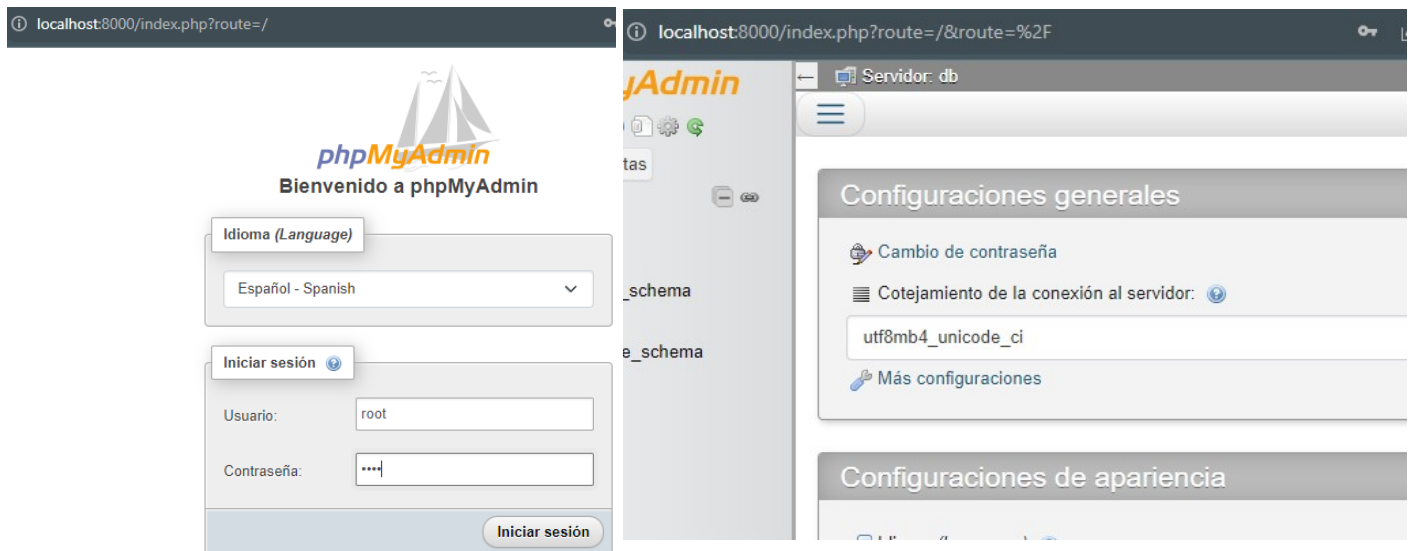 localhost:8000/index.php?route=/
phpMyAdmin
Bienvenido a phpMyAdmin
Idioma (Language)
Español - Spanish
Iniciar sesión
Usuario:
root
Contraseña:
Iniciar sesión
localhost:8000/index.php?route=/&route=%2F
yAdmin
tas
_schema
e_schema
Servidor: db
Configuraciones generales
Cambio de contraseña
Cotejamiento de la conexión al servidor:
utf8mb4_unicode_ci
Más configuraciones
Configuraciones de apariencia